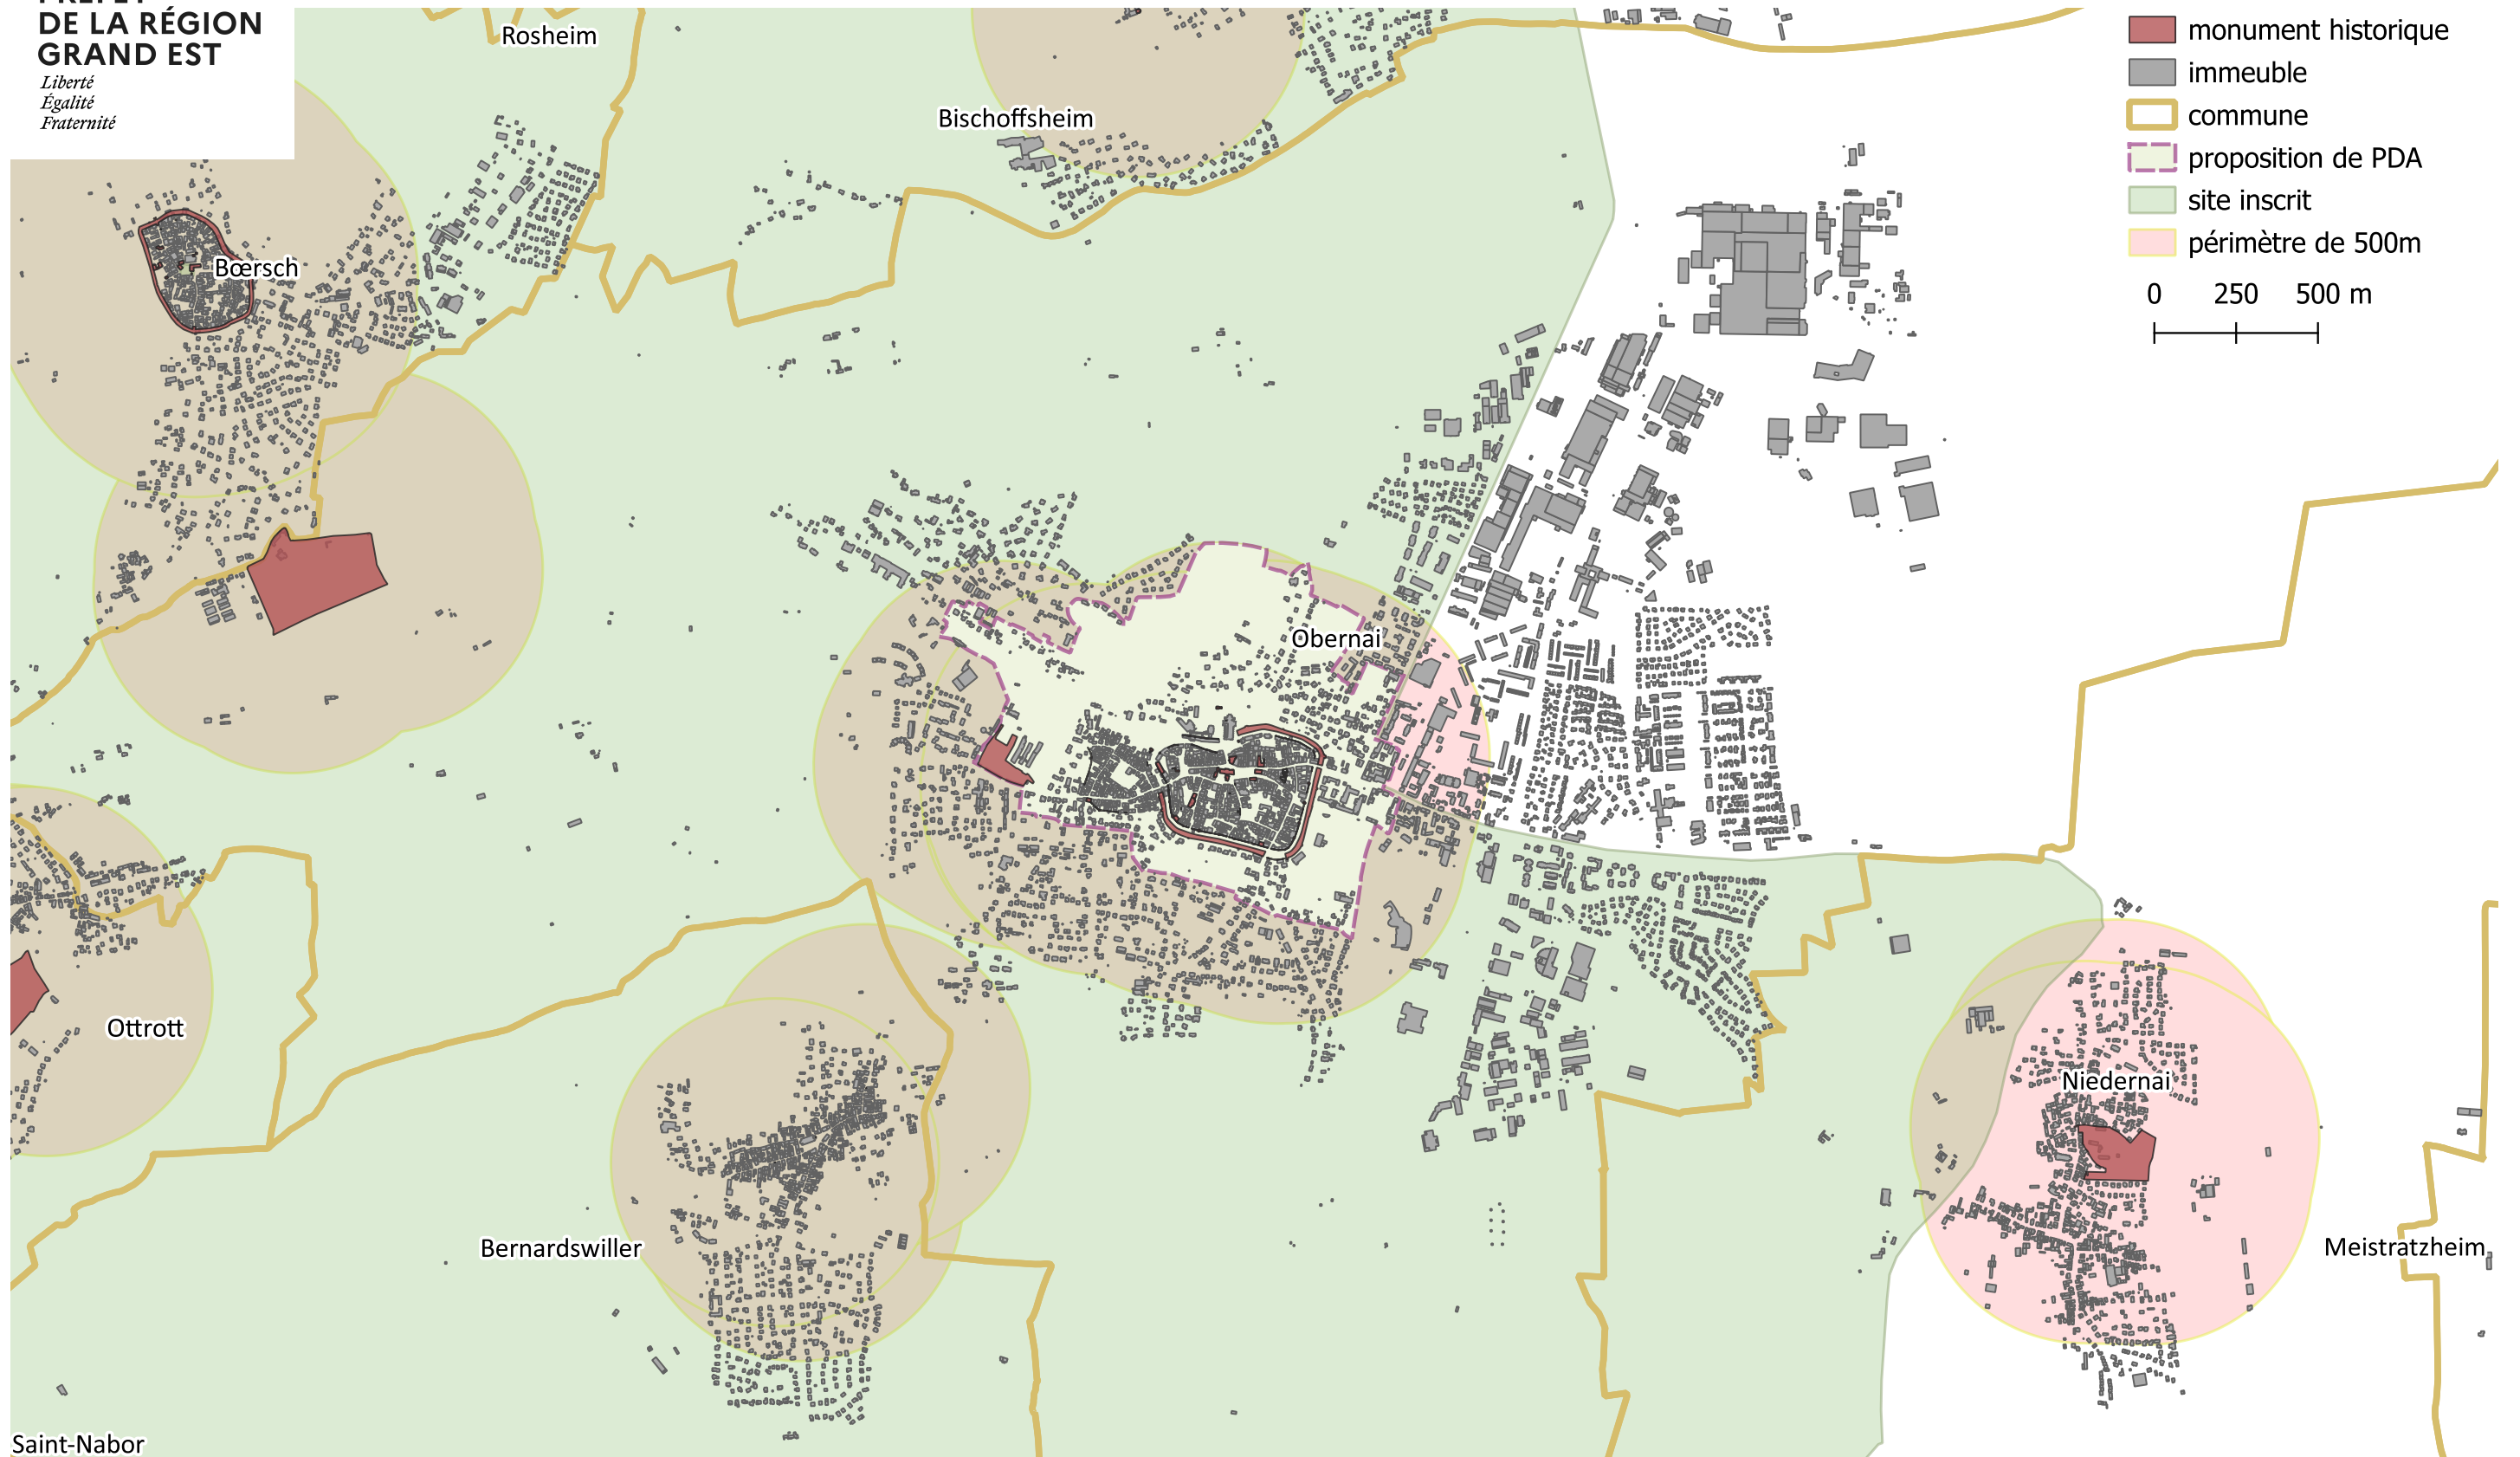 DE LA RÉGION
GRAND EST
Liberté
Égalité
Fraternité
Rosheim
Bischoffsheim
Bœrsch
Obernai
Ottrott
Niedernai
Bernardswiller
Meistratzheim
Saint-Nabor
monument historique
immeuble
commune
proposition de PDA
site inscrit
périmètre de 500m
0 250 500 m